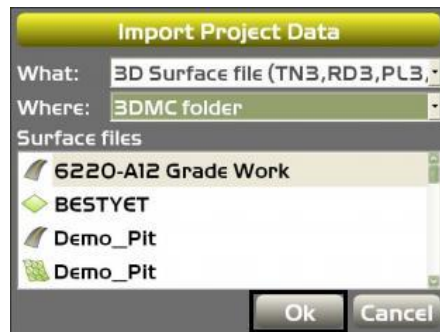 Import Project Data
What: 3D Surface file (TN3,RD3,PL3,
Where: 3DMC folder
Surface files
6220-A12 Grade Work
BESTYET
Demo_Pit
Demo_Pit
Ok Cancel